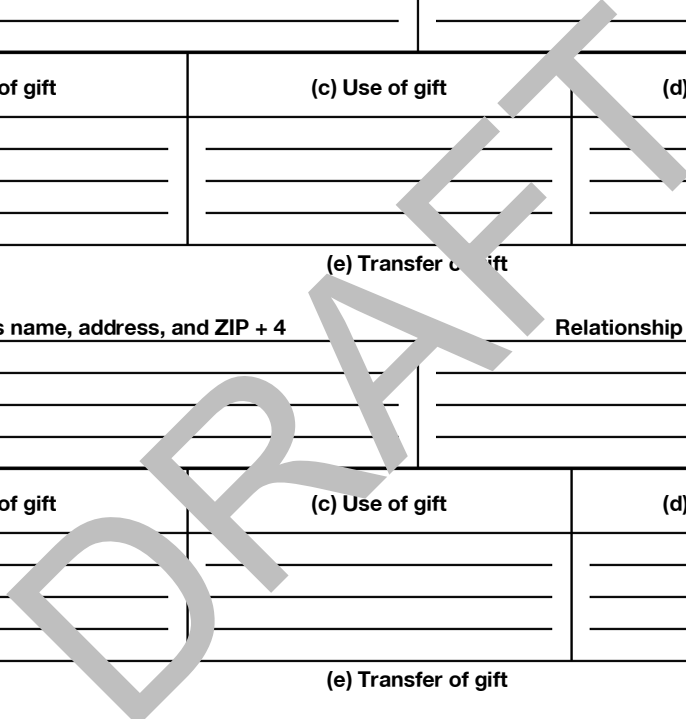 of gift (c) Use of gift (d)
(e) Transfer of gift
s name, address, and ZIP + 4 Relationship
of gift (c) Use of gift (d)
(e) Transfer of gift
DRAFT